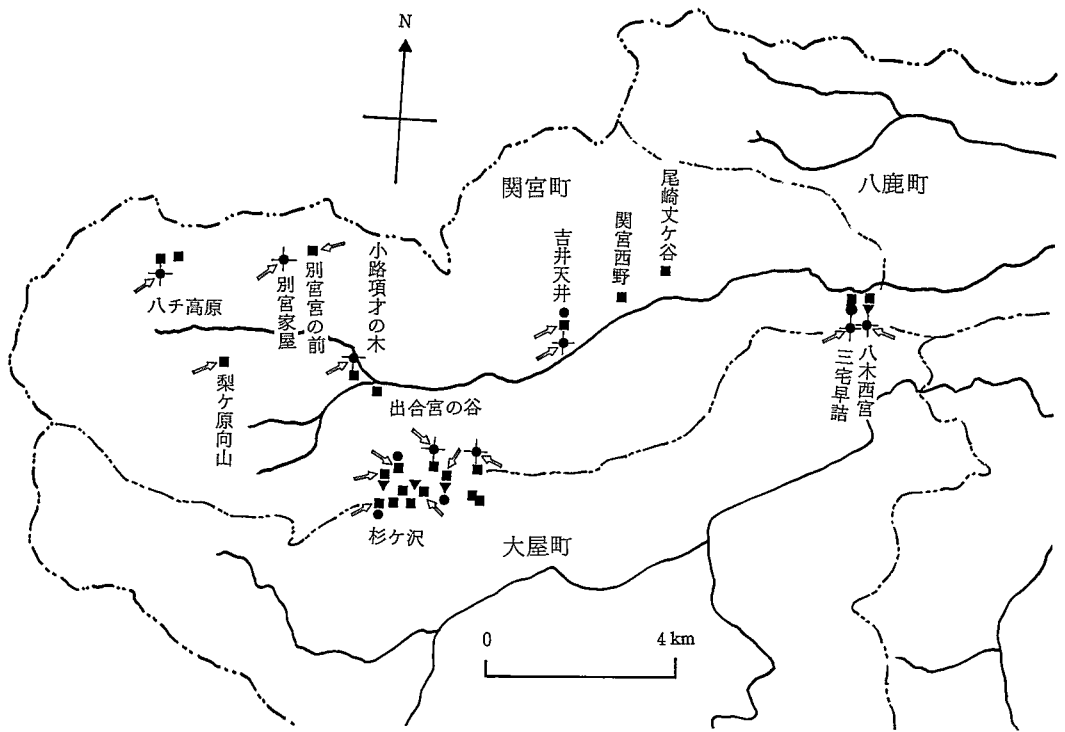 N
関宮町
八鹿町
尾崎丈ケ谷
関宮西野
吉井天井
小路項才の木
別宮宮の前
別宮家屋
八チ高原
梨ケ原向山
出合宮の谷
八木西宮
三宅早詰
杉ケ沢
大屋町
0
4km